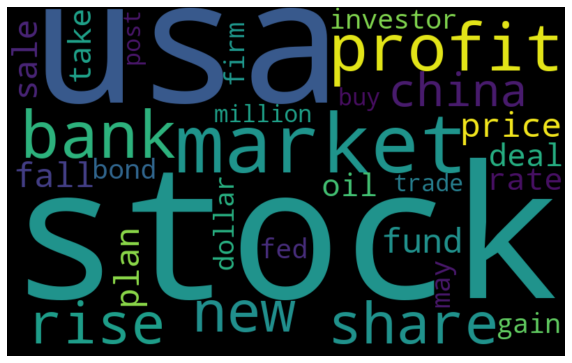 sale
take
post
usa
firm
investor
profit
buy
china
million
bank
market
price
fall
bond
deal
oil
trade
rate
stock
plan
dollar
fed
fund
may
rise
new
share
gain